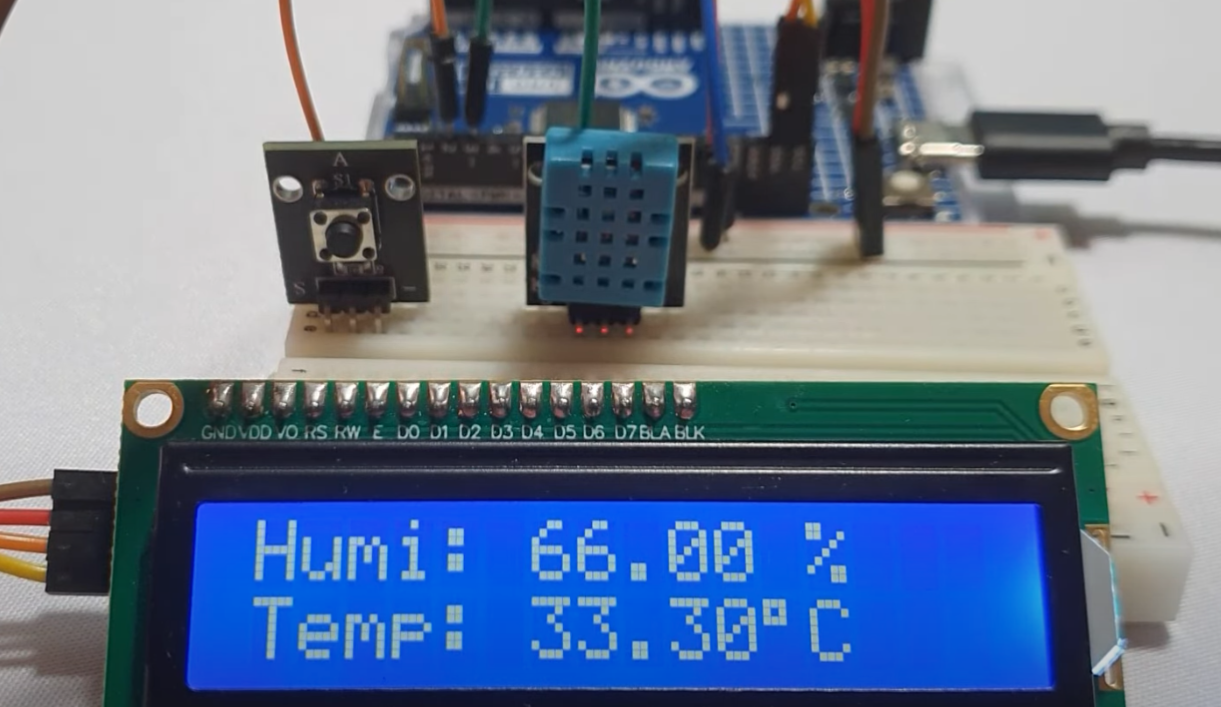 A
S1
S -
GND VDD VO RS RW E D0 D1 D2 D3 D4 D5 D6 D7 BLA BLK
+
-
Humi: 66.00 %
Temp: 33.30°C